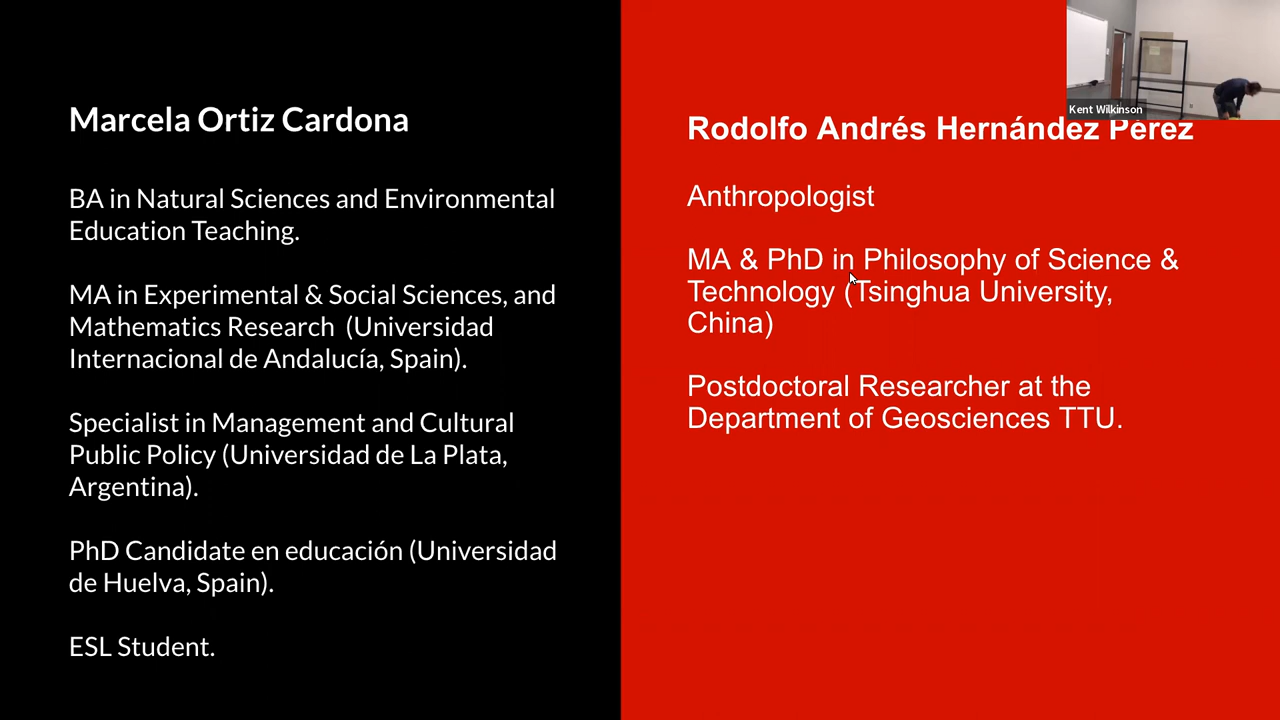 Marcela Ortiz Cardona
BA in Natural Sciences and Environmental
Education Teaching.
MA in Experimental & Social Sciences, and
Mathematics Research (Universidad
Internacional de Andalucía, Spain).
Specialist in Management and Cultural
Public Policy (Universidad de La Plata,
Argentina).
PhD Candidate en educación (Universidad
de Huelva, Spain).
ESL Student.
Kent Wilkinson
Rodolfo Andrés Hernández Pérez
Anthropologist
MA & PhD in Philosophy of Science &
Technology (Tsinghua University,
China)
Postdoctoral Researcher at the
Department of Geosciences TTU.